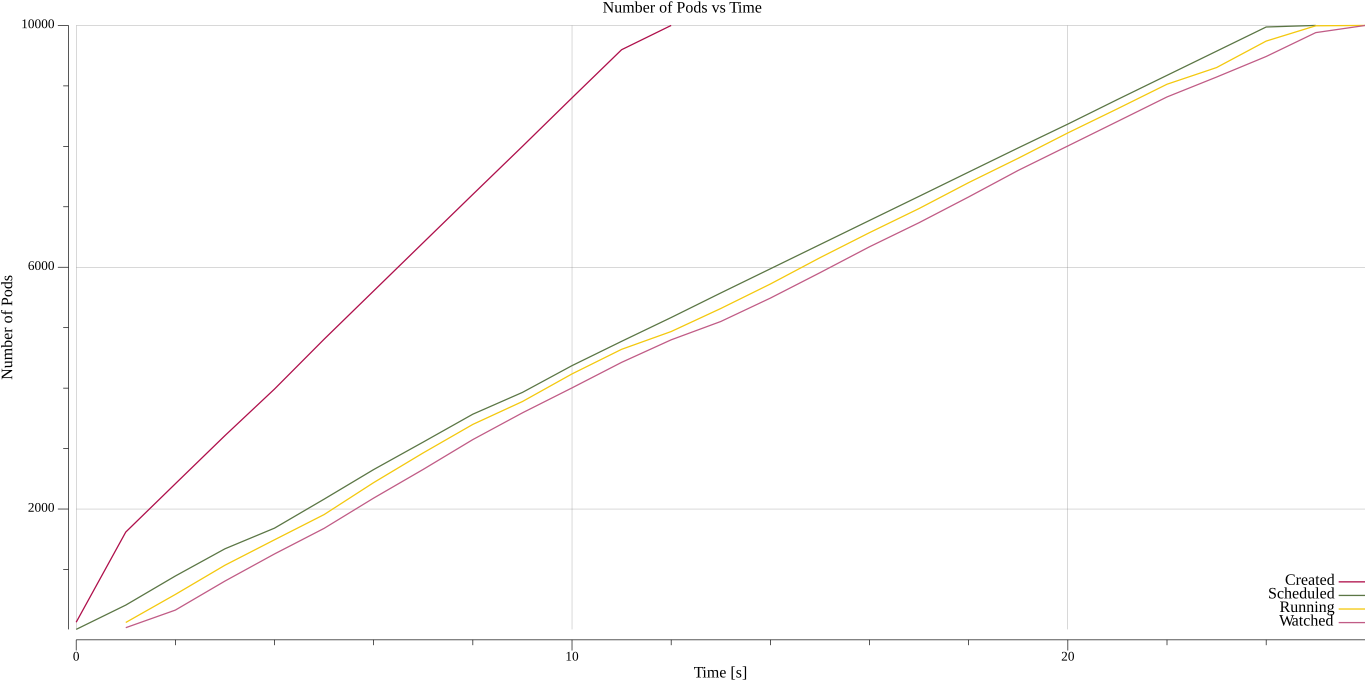 Number of Pods vs Time
10000
6000
2000
Number of Pods
Created
Scheduled
Running
Watched
0 10 20
Time [s]